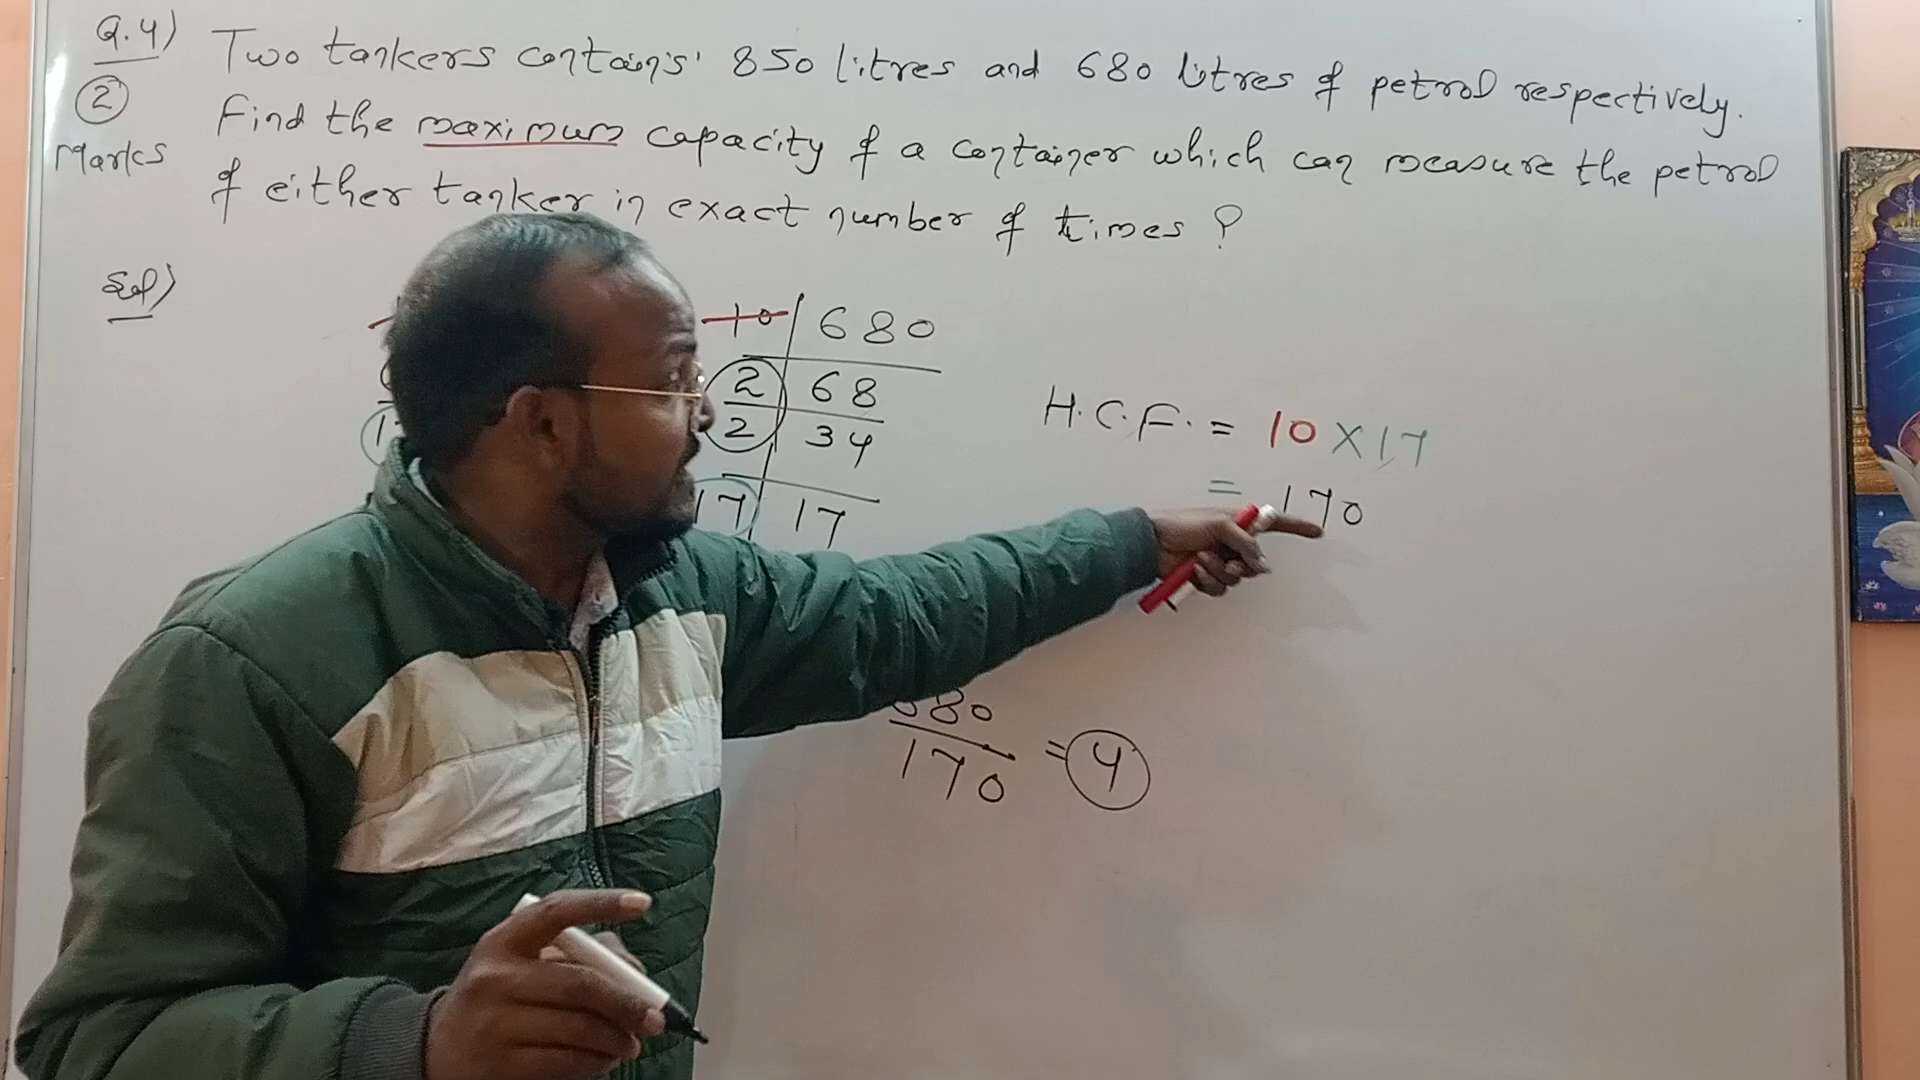 Q.4) Two tankers contains 850 litres and 680 litres of petrol respectively.
2 Find the maximum capacity of a container which can measure the petrol
Marks of either tanker in exact number of times ?
Sol)
10 680
2 68
2 34
17 17
H.C.F. = 10 X 17
= 170
680
170 = 4